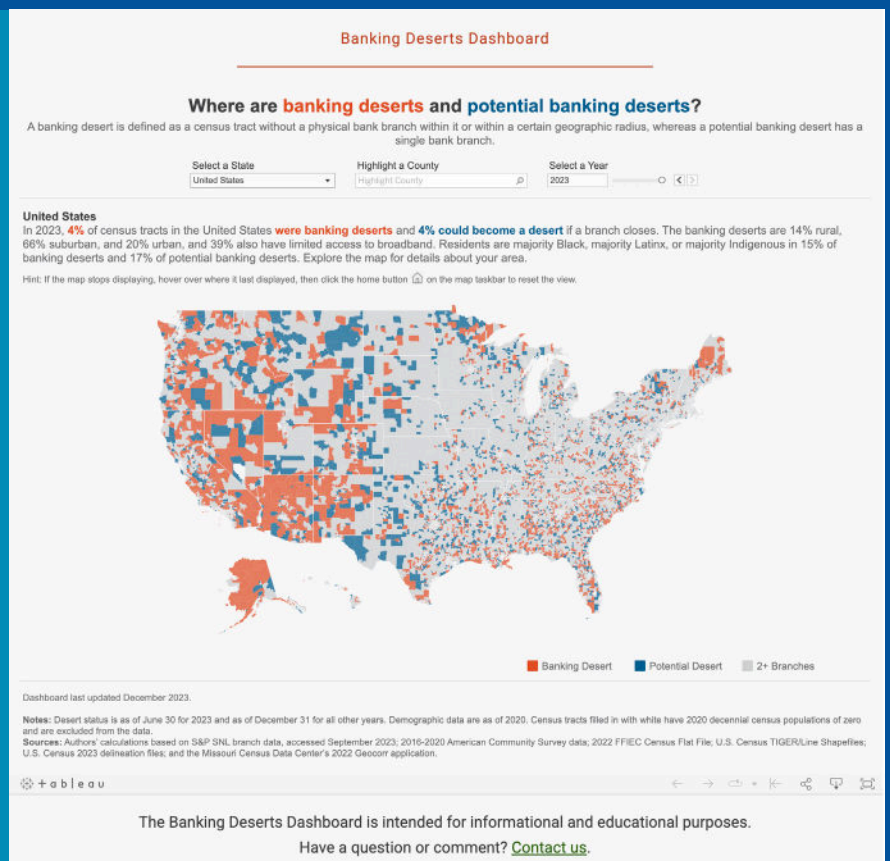 Banking Deserts Dashboard
Where are banking deserts and potential banking deserts?
A banking desert is defined as a census tract without a physical bank branch within it or within a certain geographic radius, whereas a potential banking desert has a
single bank branch.
Select a State
Highlight a County
Select a Year
United States
Highlight County
2023
United States
In 2023, 4% of census tracts in the United States were banking deserts and 4% could become a desert if a branch closes. The banking deserts are 14% rural,
66% suburban, and 20% urban, and 39% also have limited access to broadband. Residents are majority Black, majority Latinx, or majority Indigenous in 15% of
banking deserts and 17% of potential banking deserts. Explore the map for details about your area.
Hint: If the map stops displaying, hover over where it last displayed, then click the home button on the map taskbar to reset the view.
Banking Desert
Potential Desert
2+ Branches
Dashboard last updated December 2023.
Notes: Desert status is as of June 30 for 2023 and as of December 31 for all other years. Demographic data are as of 2020. Census tracts filled in with white have 2020 decennial census populations of zero
and are excluded from the data.
Sources: Authors' calculations based on S&P SNL branch data, accessed September 2023; 2016-2020 American Community Survey data; 2022 FFIEC Census Flat File; U.S. Census TIGER/Line Shapefiles;
U.S. Census 2023 delineation files; and the Missouri Census Data Center's 2022 Geocorr application.
+ableau
The Banking Deserts Dashboard is intended for informational and educational purposes.
Have a question or comment? Contact us.